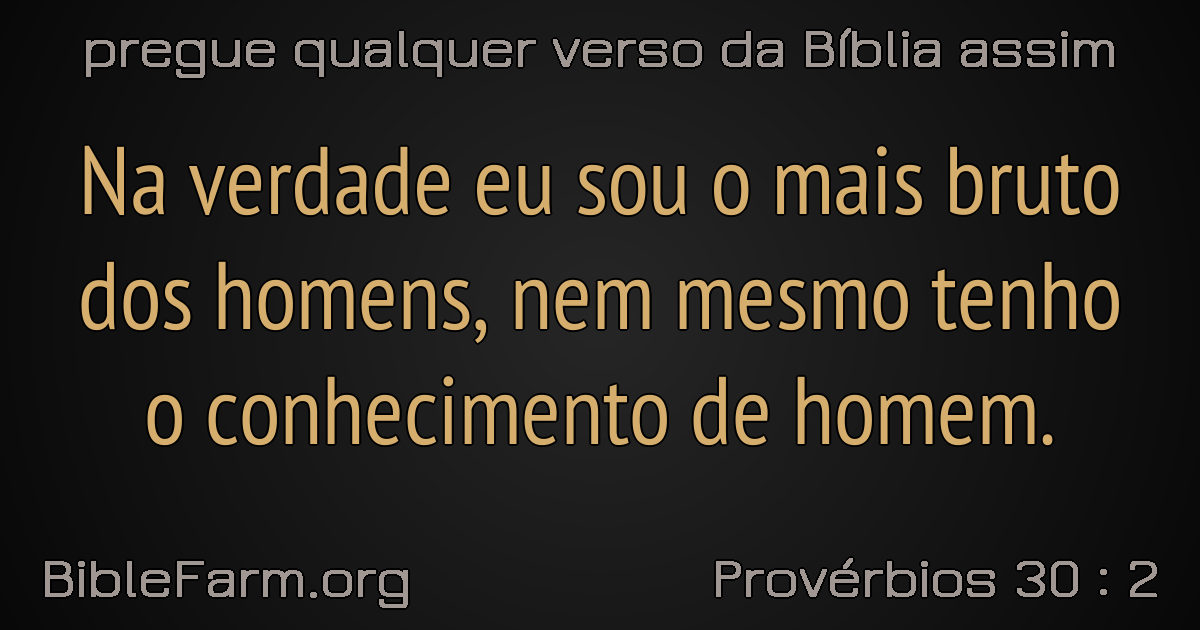 pregue qualquer verso da Bíblia assim
Na verdade eu sou o mais bruto
dos homens, nem mesmo tenho
o conhecimento de homem.
BibleFarm.org
Provérbios 30 : 2